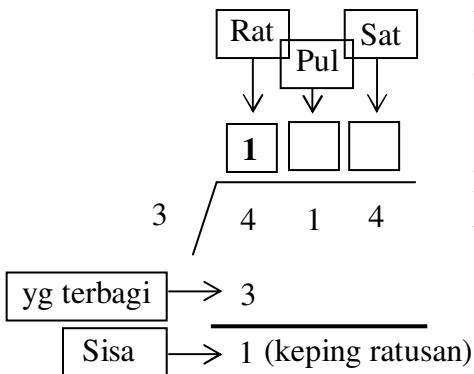 Rat Sat
Pul
1
3 4 1 4
yg terbagi 3
Sisa 1 (keping ratusan)